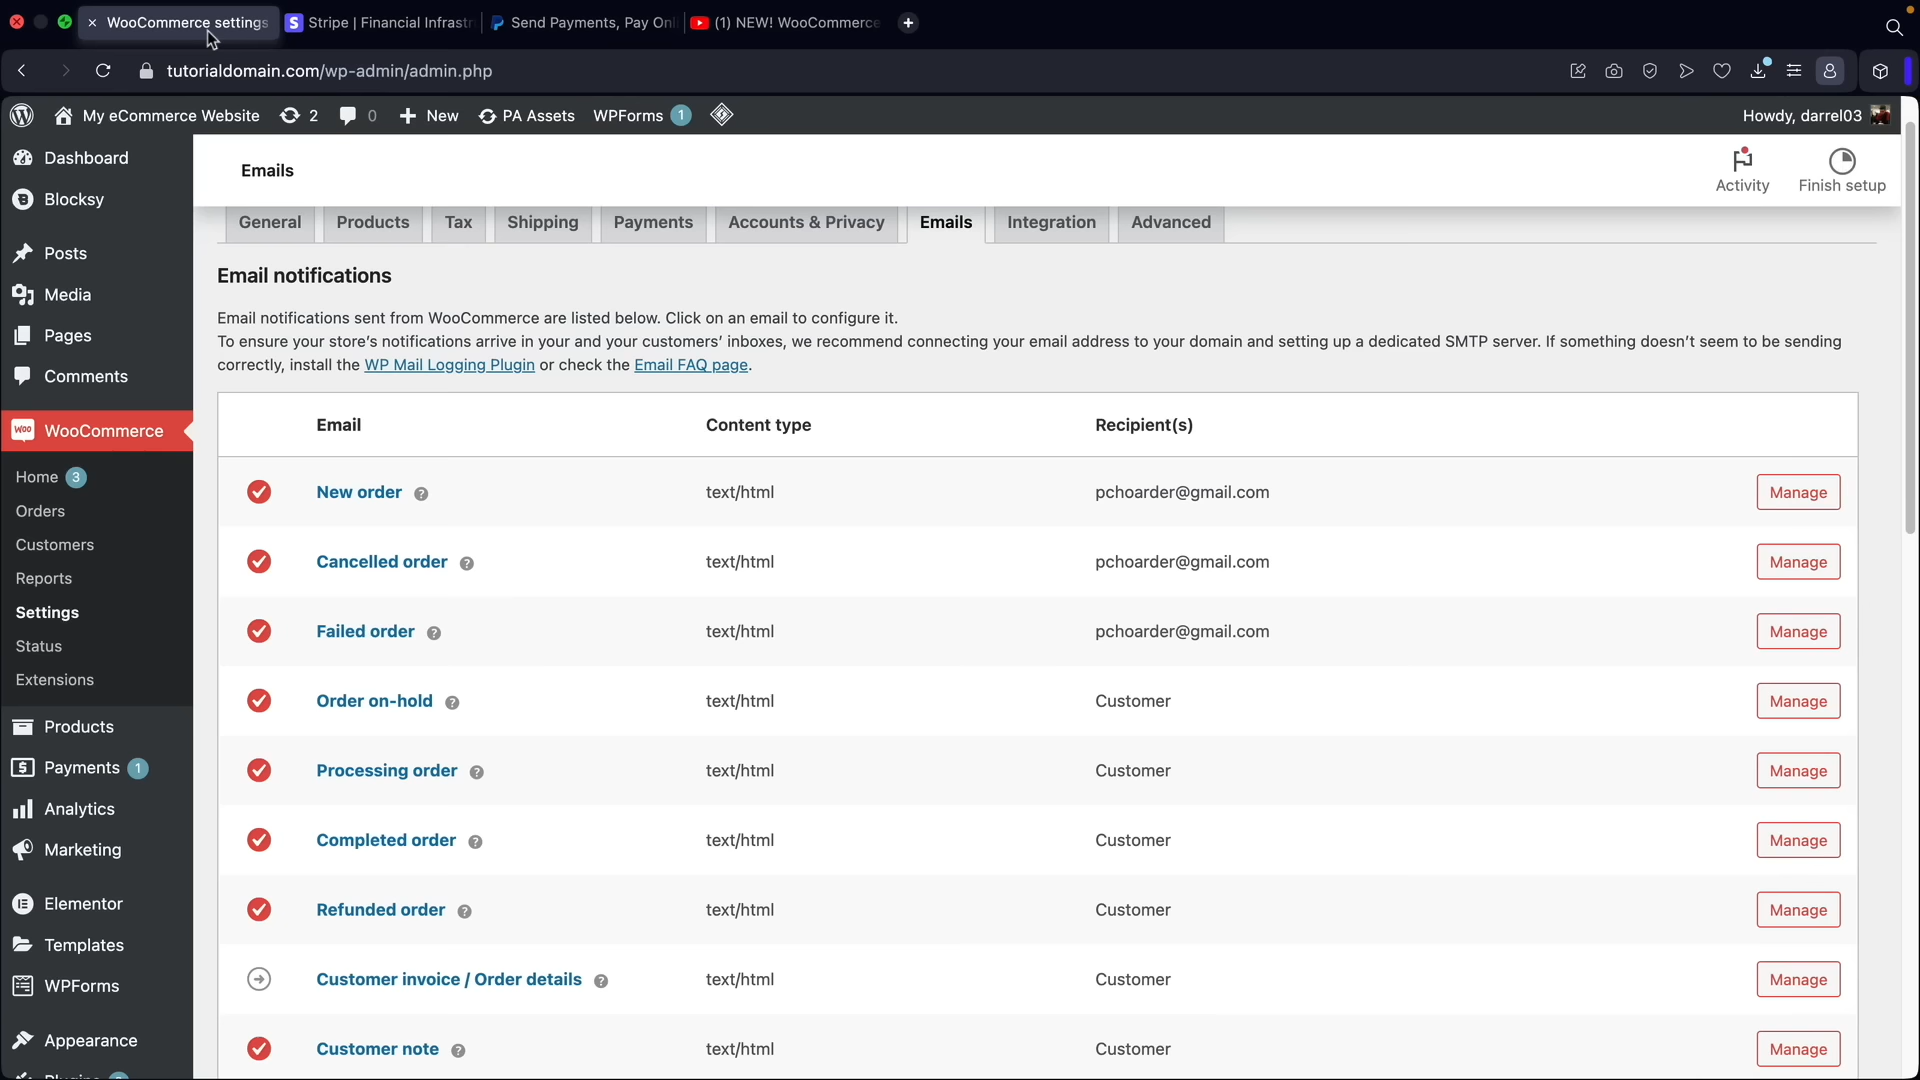 WooCommerce settings
Stripe | Financial Infrastr
Send Payments, Pay Onl
(1) NEW! WooCommerce
tutorialdomain.com/wp-admin/admin.php
My eCommerce Website
2
0
New
PA Assets
WPForms 1
Howdy, darrel03
Dashboard
Blocksy
Posts
Media
Pages
Comments
WooCommerce
Home 3
Orders
Customers
Reports
Settings
Status
Extensions
Products
Payments 1
Analytics
Marketing
Elementor
Templates
WPForms
Appearance
Emails
Activity
Finish setup
General
Products
Tax
Shipping
Payments
Accounts & Privacy
Emails
Integration
Advanced
Email notifications
Email notifications sent from WooCommerce are listed below. Click on an email to configure it.
To ensure your store's notifications arrive in your and your customers' inboxes, we recommend connecting your email address to your domain and setting up a dedicated SMTP server. If something doesn't seem to be sending
correctly, install the WP Mail Logging Plugin or check the Email FAQ page.
Email Content type Recipient(s)
New order text/html pchoarder@gmail.com Manage
Cancelled order text/html pchoarder@gmail.com Manage
Failed order text/html pchoarder@gmail.com Manage
Order on-hold text/html Customer Manage
Processing order text/html Customer Manage
Completed order text/html Customer Manage
Refunded order text/html Customer Manage
Customer invoice / Order details text/html Customer Manage
Customer note text/html Customer Manage